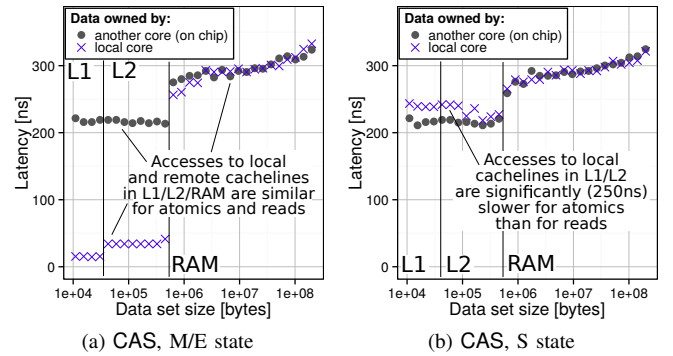 Data owned by:
another core (on chip)
local core
L1
L2
300
200
100
0
Latency [ns]
Accesses to local
and remote cachelines
in L1/L2/RAM are similar
for atomics and reads
RAM
1e+04
1e+05
1e+06
1e+07
1e+08
Data set size [bytes]
(a) CAS, M/E state
Data owned by:
another core (on chip)
local core
300
200
100
0
Latency [ns]
Accesses to local
cachelines in L1/L2
are significantly (250ns)
slower for atomics
than for reads
L1
L2
RAM
1e+04
1e+05
1e+06
1e+07
1e+08
Data set size [bytes]
(b) CAS, S state